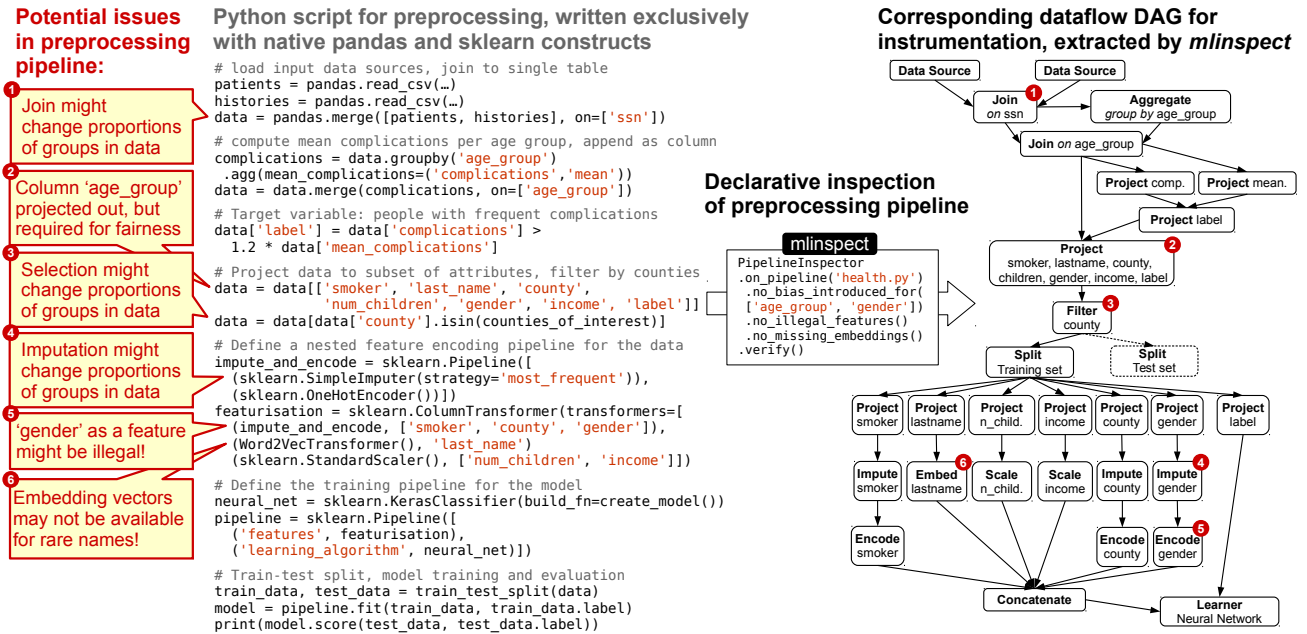 Potential issues
in preprocessing
pipeline:
1
Join might
change proportions
of groups in data
2
Column ‘age_group’
projected out, but
required for fairness
3
Selection might
change proportions
of groups in data
4
Imputation might
change proportions
of groups in data
5
‘gender’ as a feature
might be illegal!
6
Embedding vectors
may not be available
for rare names!
Python script for preprocessing, written exclusively
with native pandas and sklearn constructs
# load input data sources, join to single table
patients = pandas.read_csv(…)
histories = pandas.read_csv(…)
data = pandas.merge([patients, histories], on=['ssn'])
# compute mean complications per age group, append as column
complications = data.groupby('age_group')
.agg(mean_complications=('complications','mean'))
data = data.merge(complications, on=['age_group'])
# Target variable: people with frequent complications
data['label'] = data['complications'] >
1.2 * data['mean_complications']
# Project data to subset of attributes, filter by counties
data = data[['smoker', 'last_name', 'county',
'num_children', 'gender', 'income', 'label']]
data = data[data['county'].isin(counties_of_interest)]
# Define a nested feature encoding pipeline for the data
impute_and_encode = sklearn.Pipeline([
(sklearn.SimpleImputer(strategy='most_frequent')),
(sklearn.OneHotEncoder())])
featurisation = sklearn.ColumnTransformer(transformers=[
(impute_and_encode, ['smoker', 'county', 'gender']),
(Word2VecTransformer(), 'last_name')
(sklearn.StandardScaler(), ['num_children', 'income']])
# Define the training pipeline for the model
neural_net = sklearn.KerasClassifier(build_fn=create_model())
pipeline = sklearn.Pipeline([
('features', featurisation),
('learning_algorithm', neural_net)])
# Train-test split, model training and evaluation
train_data, test_data = train_test_split(data)
model = pipeline.fit(train_data, train_data.label)
print(model.score(test_data, test_data.label))
Declarative inspection
of preprocessing pipeline
mlinspect
PipelineInspector
.on_pipeline('health.py')
.no_bias_introduced_for(
['age_group', 'gender'])
.no_illegal_features()
.no_missing_embeddings()
.verify()
Corresponding dataflow DAG for
instrumentation, extracted by mlinspect
Data Source
Data Source
1
Join
on ssn
Aggregate
group by age_group
Join on age_group
Project comp.
Project mean.
Project label
2
Project
smoker, lastname, county,
children, gender, income, label
3
Filter
county
Split
Training set
Split
Test set
Project
smoker
Project
lastname
Project
n_child.
Project
income
Project
county
Project
gender
Project
label
Impute
smoker
6
Embed
lastname
Scale
n_child.
Scale
income
Impute
county
4
Impute
gender
Encode
smoker
Encode
county
5
Encode
gender
Concatenate
Learner
Neural Network